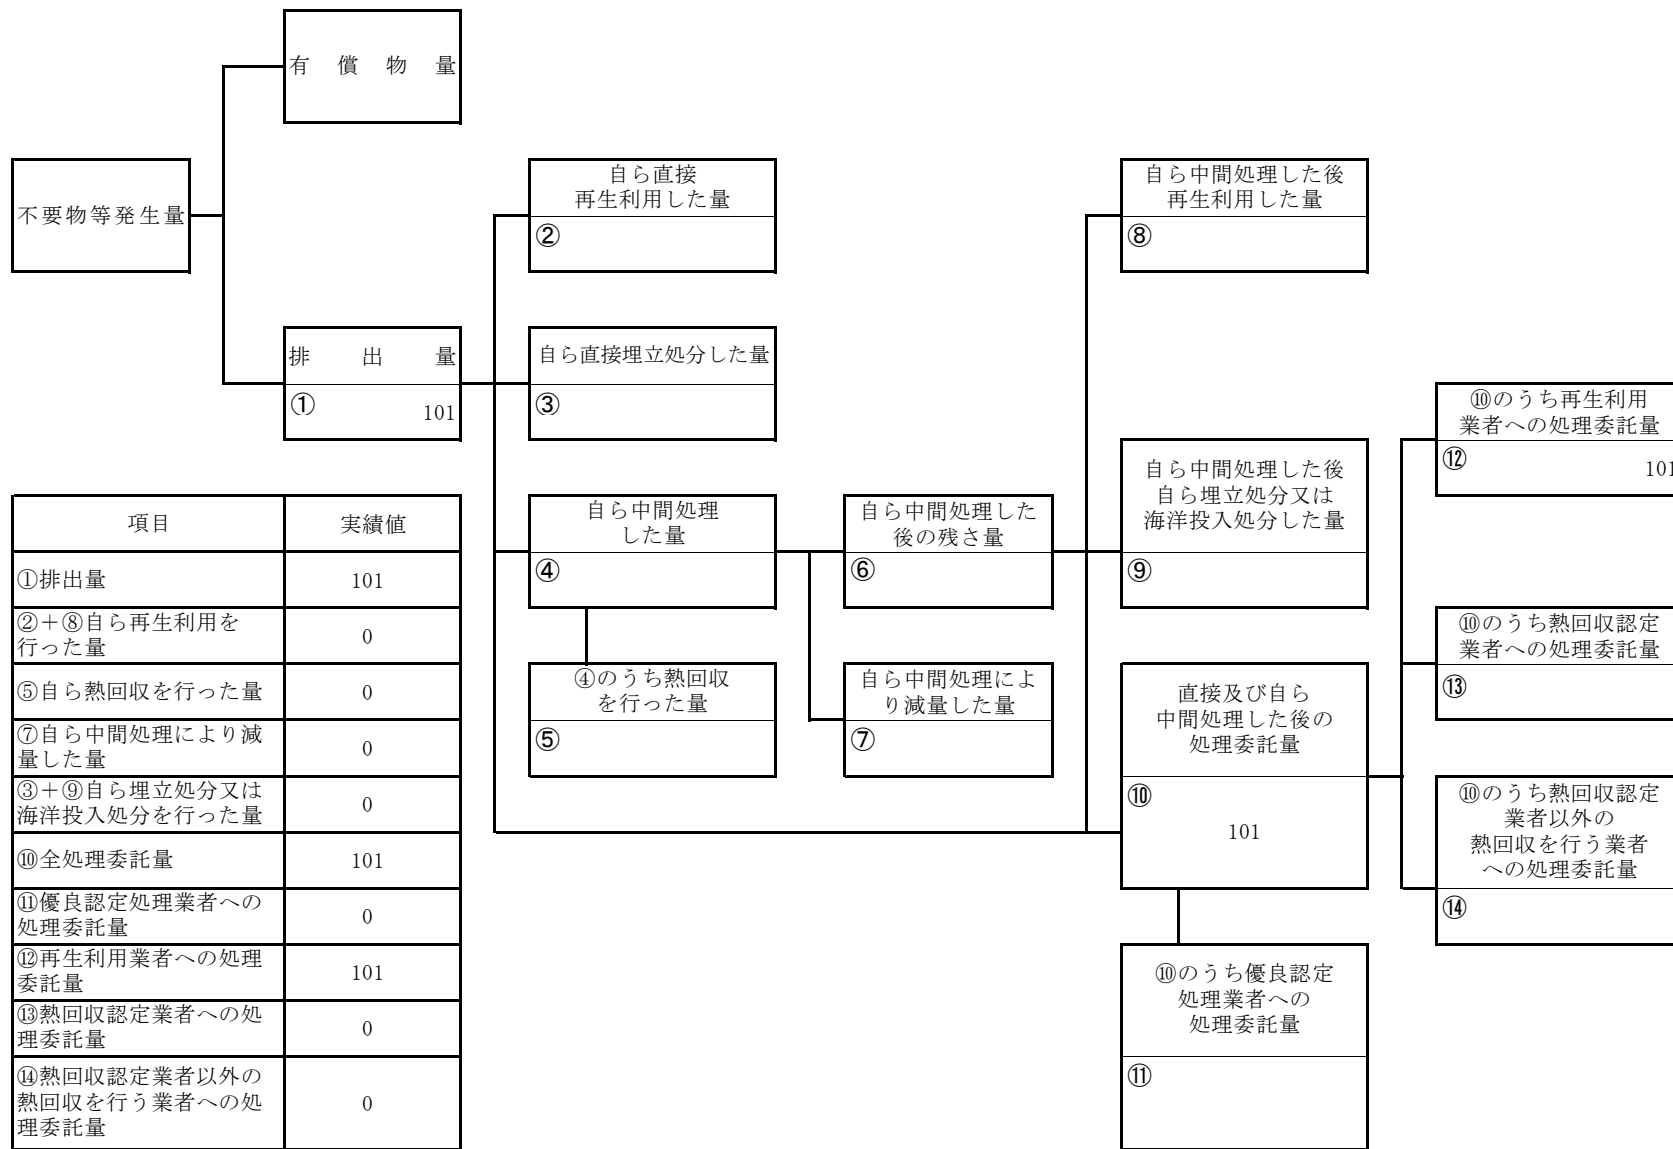 有償物量
不要物等発生量
排出量
①
101
自ら直接
再生利用した量
②
自ら直接埋立処分した量
③
自ら中間処理
した量
④
④のうち熱回収
を行った量
⑤
自ら中間処理した
後の残さ量
⑥
自ら中間処理によ
り減量した量
⑦
自ら中間処理した後
再生利用した量
⑧
自ら中間処理した後
自ら埋立処分又は
海洋投入処分した量
⑨
直接及び自ら
中間処理した後の
処理委託量
⑩
101
⑩のうち優良認定
処理業者への
処理委託量
⑪
⑩のうち再生利用
業者への処理委託量
⑫
101
⑩のうち熱回収認定
業者への処理委託量
⑬
⑩のうち熱回収認定
業者以外の
熱回収を行う業者
への処理委託量
⑭
項目 実績値
①排出量 101
②＋⑧自ら再生利用を
行った量 0
⑤自ら熱回収を行った量 0
⑦自ら中間処理により減
量した量 0
③＋⑨自ら埋立処分又は
海洋投入処分を行った量 0
⑩全処理委託量 101
⑪優良認定処理業者への
処理委託量 0
⑫再生利用業者への処理
委託量 101
⑬熱回収認定業者への処
理委託量 0
⑭熱回収認定業者以外の
熱回収を行う業者への処
理委託量 0